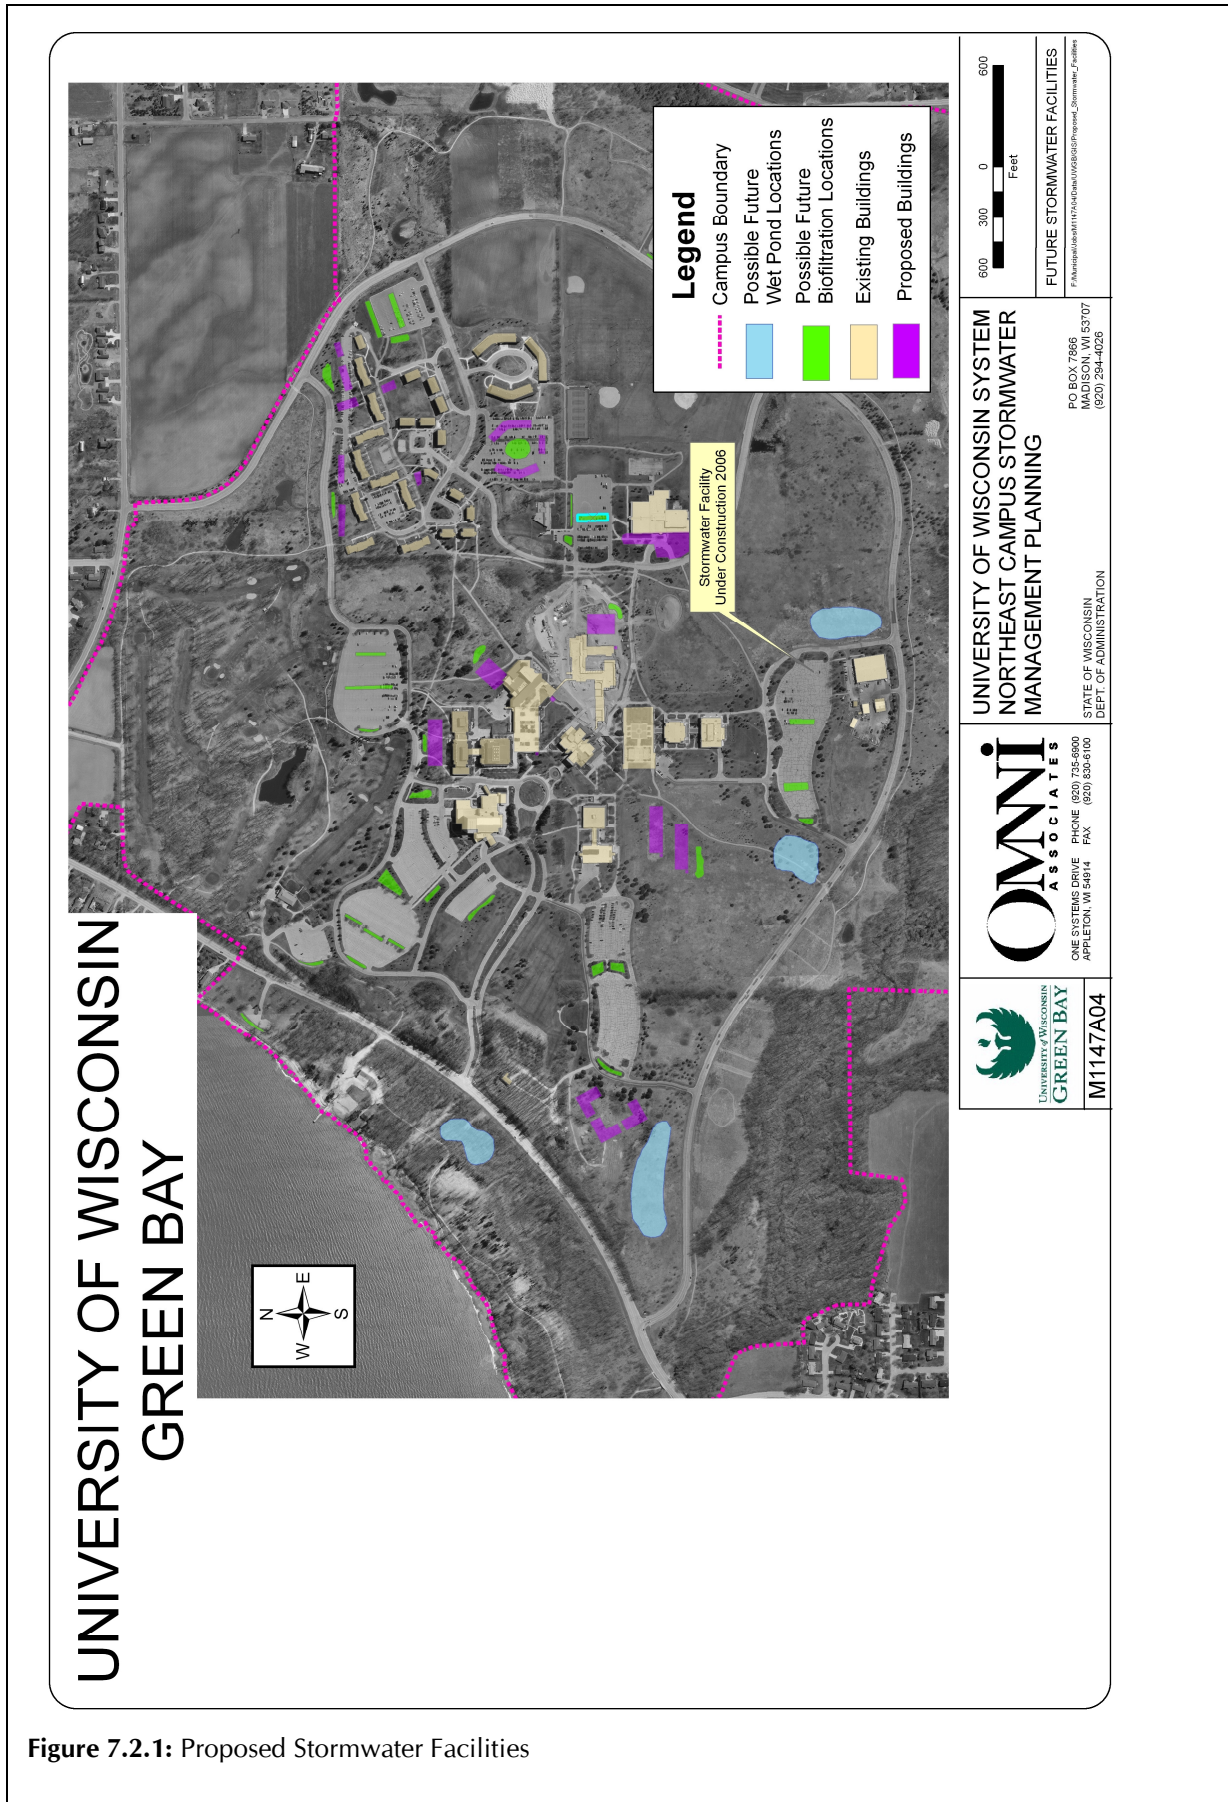 UNIVERSITY OF WISCONSIN
GREEN BAY
N
W
E
S
Stormwater Facility
Under Construction 2006
Legend
Campus Boundary
Possible Future
Wet Pond Locations
Possible Future
Biofiltration Locations
Existing Buildings
Proposed Buildings
UNIVERSITY of WISCONSIN
GREEN BAY
M1147A04
OMNNI
ASSOCIATES
ONE SYSTEMS DRIVE
APPLETON, WI 54914
PHONE (920) 735-6900
FAX (920) 830-6100
UNIVERSITY OF WISCONSIN SYSTEM
NORTHEAST CAMPUS STORMWATER
MANAGEMENT PLANNING
STATE OF WISCONSIN
DEPT. OF ADMINISTRATION
PO BOX 7866
MADISON, WI 53707
(920) 294-4026
600 300 0 600
Feet
FUTURE STORMWATER FACILITIES
Figure 7.2.1: Proposed Stormwater Facilities